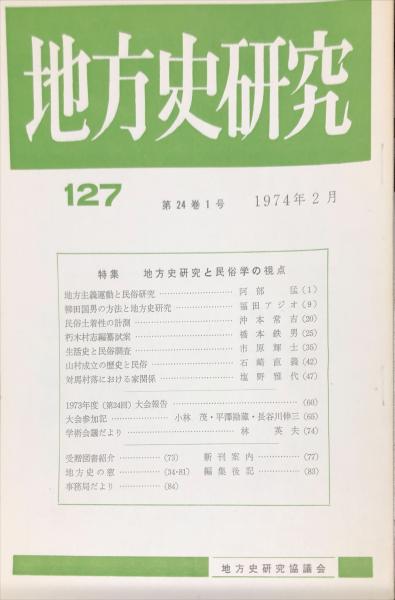 地方史研究
127 第24巻1号 1974年2月
特集 地方史研究と民俗学の視点
地方主義運動と民俗研究 ……………… 阿部 猛(1)
柳田国男の方法と地方史研究 ……………… 福田アジオ(9)
民俗土着性の計測 ……………… 沖本常吉(20)
朽木村志編纂試案 ……………… 橋本鉄男(25)
生活史と民俗調査 ……………… 市原輝士(35)
山村成立の歴史と民俗 ……………… 石崎直義(42)
対馬村落における家関係 ……………… 塩野雅代(47)
1973年度(第24回)大会報告 ……………… (60)
大会参加記 ……………… 小林 茂・平澤勘蔵・長谷川伸三(65)
学術会議だより ……………… 林 英夫(74)
受贈図書紹介 …………… (73) 新刊案内 …………… (77)
地方史の窓 …………… (34・81) 編集後記 …………… (83)
事務局だより …………… (84)
地方史研究協議会